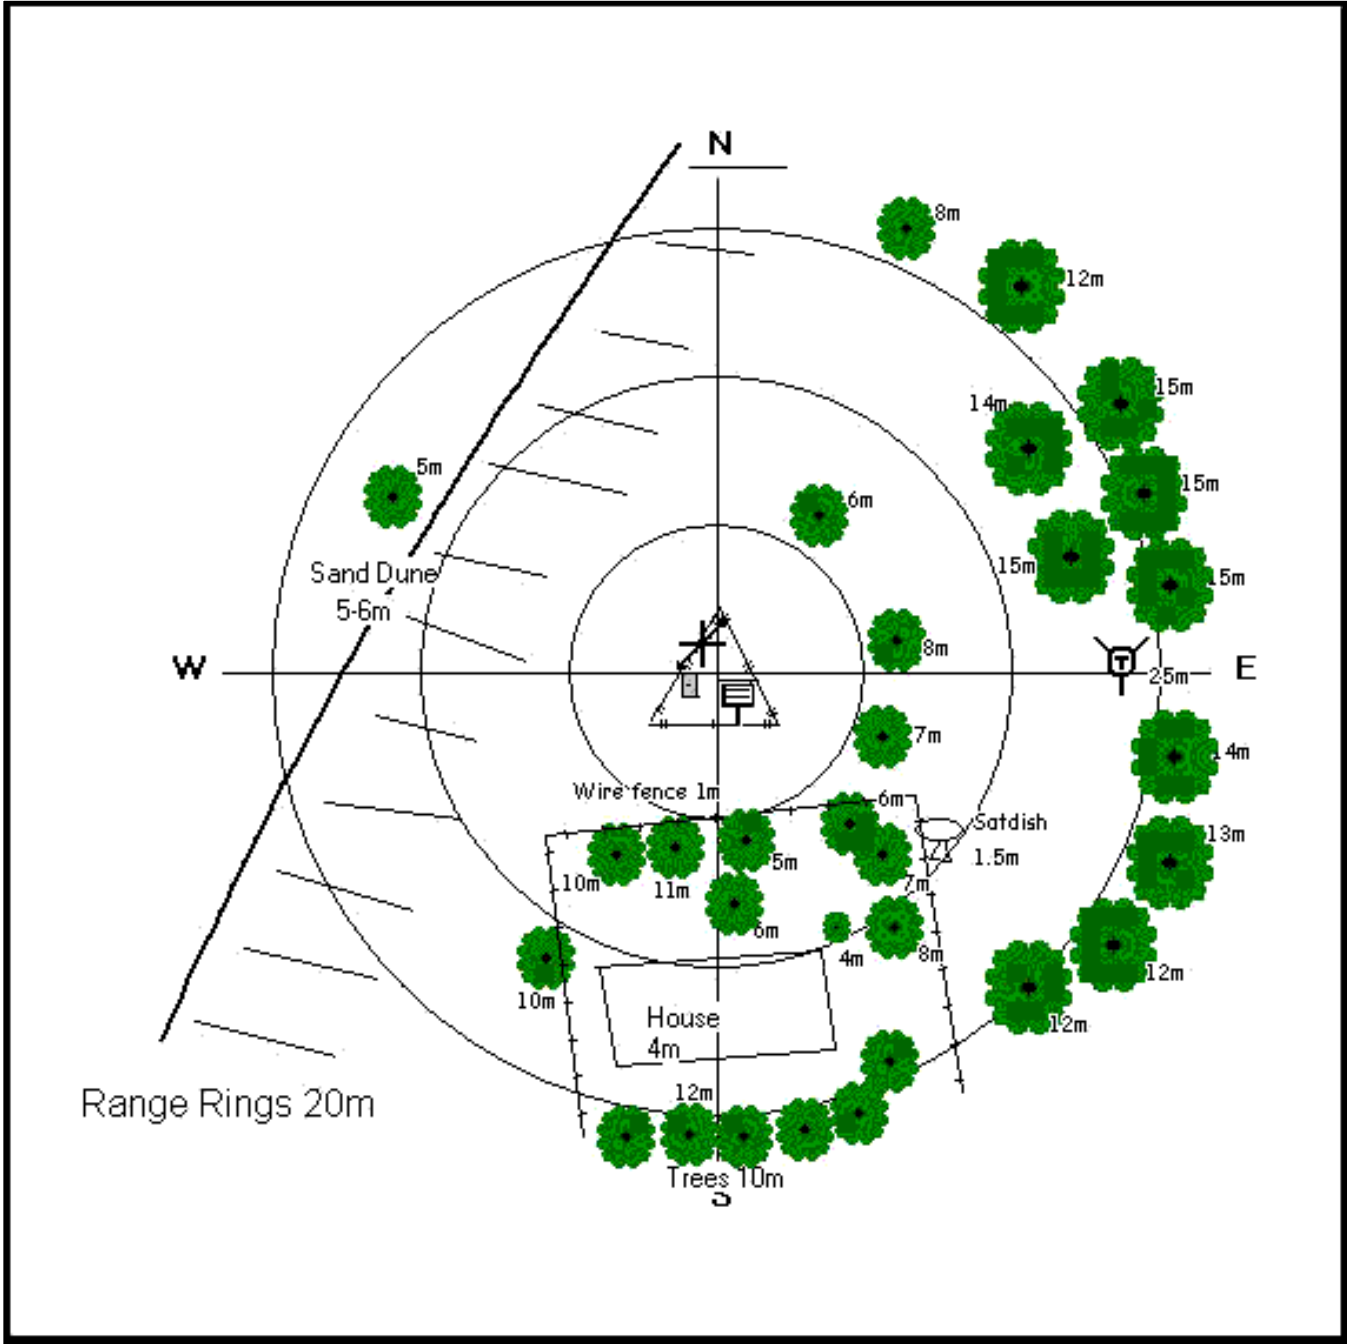 N
8m
12m
15m
14m
5m
15m
6m
15m
15m
Sand Dune
5-6m
8m
W
T
25m
E
7m
14m
Wire fence 1m
6m
Satdish
13m
1.5m
5m
10m
11m
7m
6m
4m
8m
12m
10m
House
4m
12m
12m
Range Rings 20m
Trees 10m
S